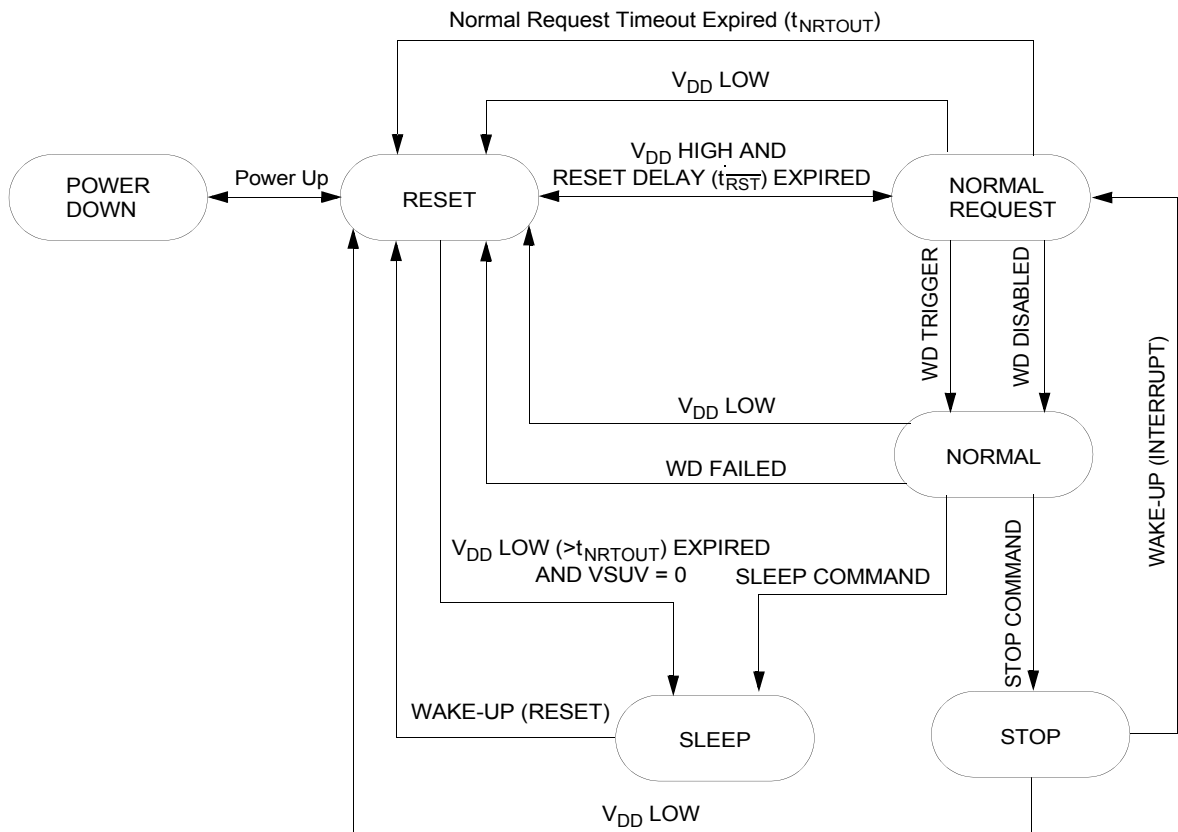 Normal Request Timeout Expired (tNRTOUT)
VDD LOW
VDD HIGH AND
RESET DELAY (tRST) EXPIRED
POWER
DOWN
Power Up
RESET
NORMAL
REQUEST
WD TRIGGER
WD DISABLED
WAKE-UP (INTERRUPT)
VDD LOW
NORMAL
WD FAILED
VDD LOW (>tNRTOUT) EXPIRED
AND VSUV = 0
SLEEP COMMAND
STOP COMMAND
WAKE-UP (RESET)
SLEEP
STOP
VDD LOW